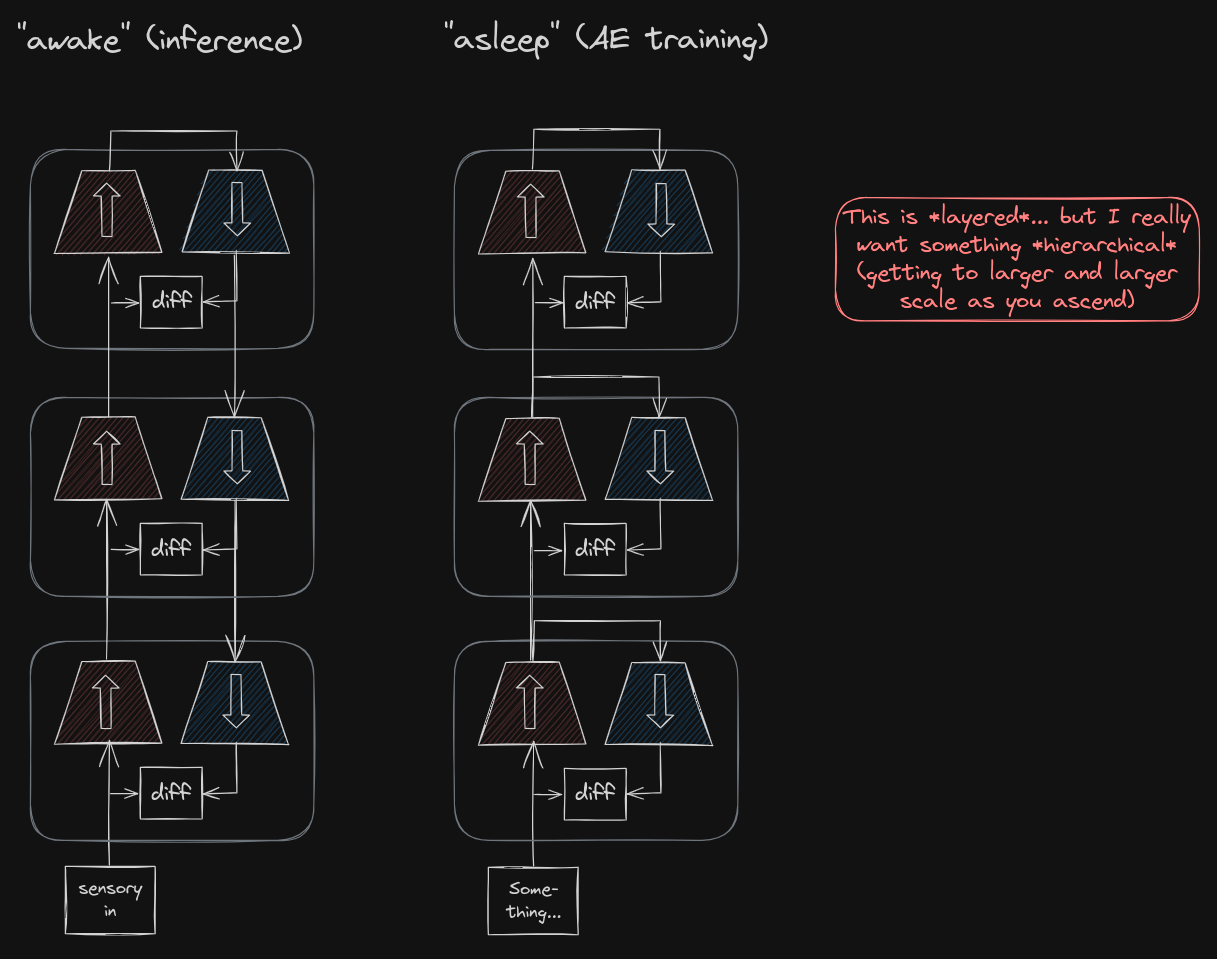 "awake" (inference)
"asleep" (AE training)
This is *layered*... but I really
want something *hierarchical*
(getting to larger and larger
scale as you ascend)
diff
diff
diff
diff
diff
diff
sensory
in
Some-
thing...